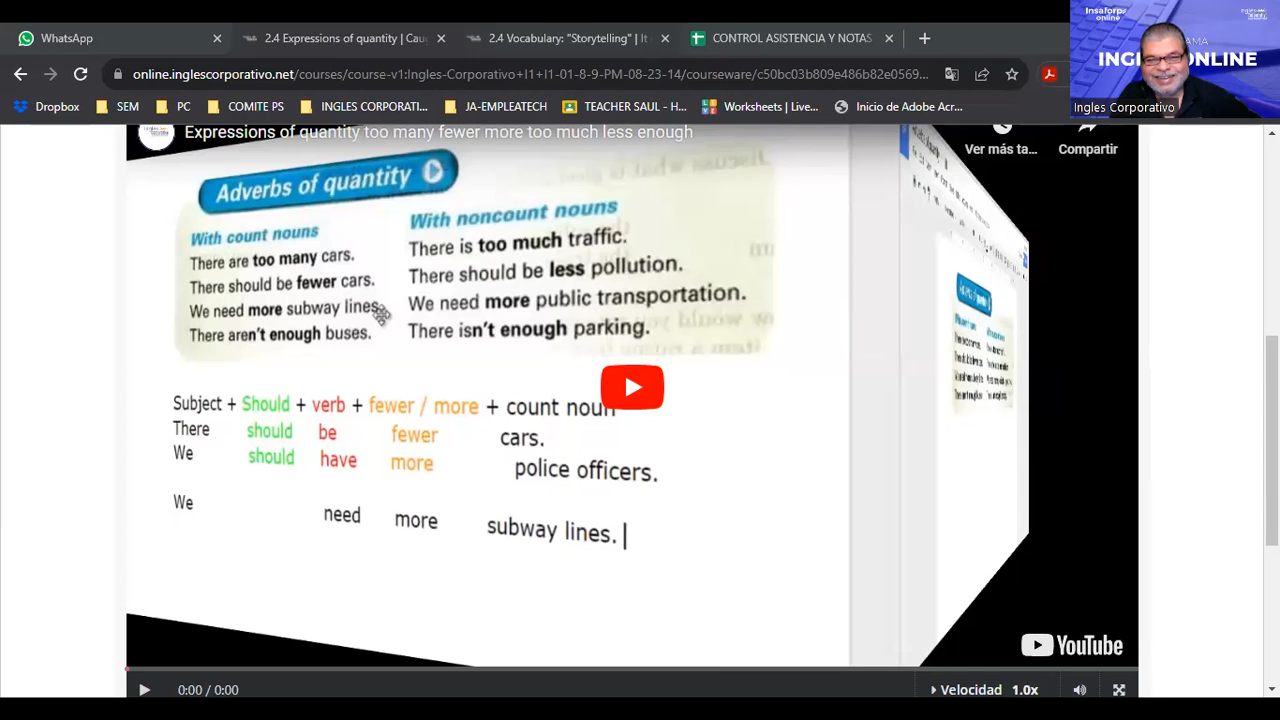 WhatsApp
2.4 Expressions of quantity | Cau
2.4 Vocabulary: "Storytelling" | It
CONTROL ASISTENCIA Y NOTAS
Insaforp
online
INGL ONLINE
Ingles Corporativo
online.inglescorporativo.net/courses/course-v1:Ingles-Corporativo+I1+I1-01-8-9-PM-08-23-14/courseware/
Dropbox
SEM
PC
COMITE PS
INGLES CORPORATI...
JA-EMPLEATECH
TEACHER SAUL - H...
Worksheets | Live...
Inicio de Adobe Acr...
Expressions of quantity too many fewer more too much less enough
Ver más ta...
Compartir
Adverbs of quantity
With count nouns
There are too many cars.
There should be fewer cars.
We need more subway lines.
There aren't enough buses.
With noncount nouns
There is too much traffic.
There should be less pollution.
We need more public transportation.
There isn't enough parking.
Subject + Should + verb + fewer / more + count noun
There should be fewer cars.
We should have more police officers.
We need more subway lines.
YouTube
0:00 / 0:00
Velocidad 1.0x